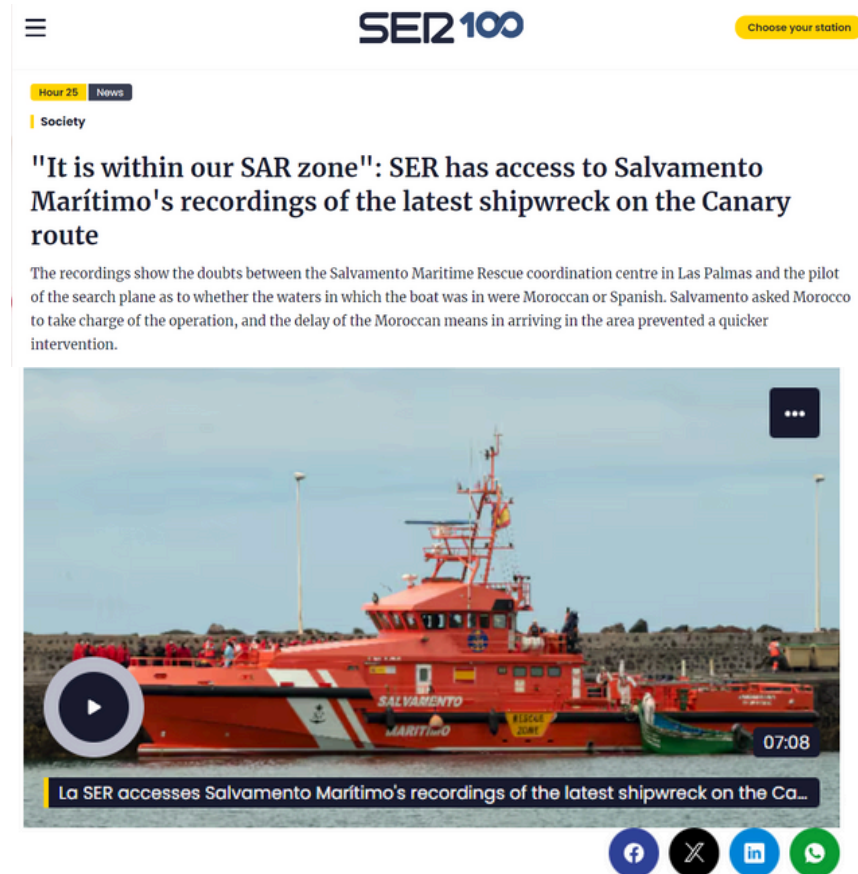 SER 100
Choose your station
Hour 25 News
Society
"It is within our SAR zone": SER has access to Salvamento
Marítimo's recordings of the latest shipwreck on the Canary
route
The recordings show the doubts between the Salvamento Maritime Rescue coordination centre in Las Palmas and the pilot
of the search plane as to whether the waters in which the boat was in were Moroccan or Spanish. Salvamento asked Morocco
to take charge of the operation, and the delay of the Moroccan means in arriving in the area prevented a quicker
intervention.
SALVAMENTO
MARÍTIMO
RESCUE
ZONE
07:08
La SER accesses Salvamento Marítimo's recordings of the latest shipwreck on the Ca...